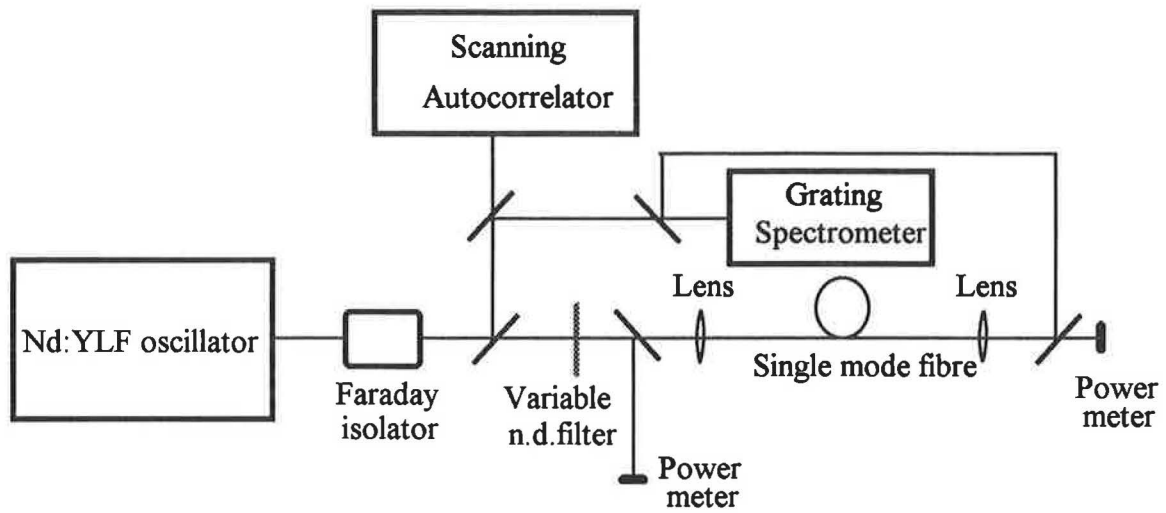 Scanning
Autocorrelator
Grating
Spectrometer
Lens
Lens
Nd:YLF oscillator
Single mode fibre
Faraday
isolator
Variable
n.d.filter
Power
meter
Power
meter